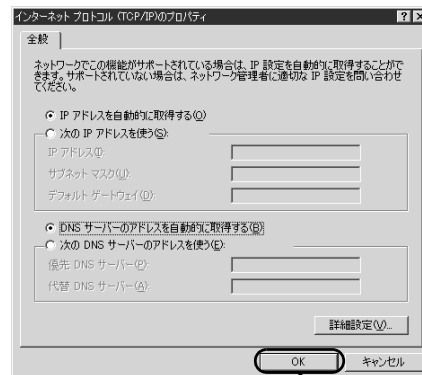 インターネット プロトコル (TCP/IP)のプロパティ
全般
ネットワークでこの機能がサポートされている場合は、IP 設定を自動的に取得することがで
きます。サポートされていない場合は、ネットワーク管理者に適切な IP 設定を問い合わせ
てください。
IP アドレスを自動的に取得する(O)
次の IP アドレスを使う(S):
IP アドレス(I):
サブネット マスク(U):
デフォルト ゲートウェイ(D):
DNS サーバーのアドレスを自動的に取得する(B)
次の DNS サーバーのアドレスを使う(E):
優先 DNS サーバー(P):
代替 DNS サーバー(A):
詳細設定(V)...
OK
キャンセル